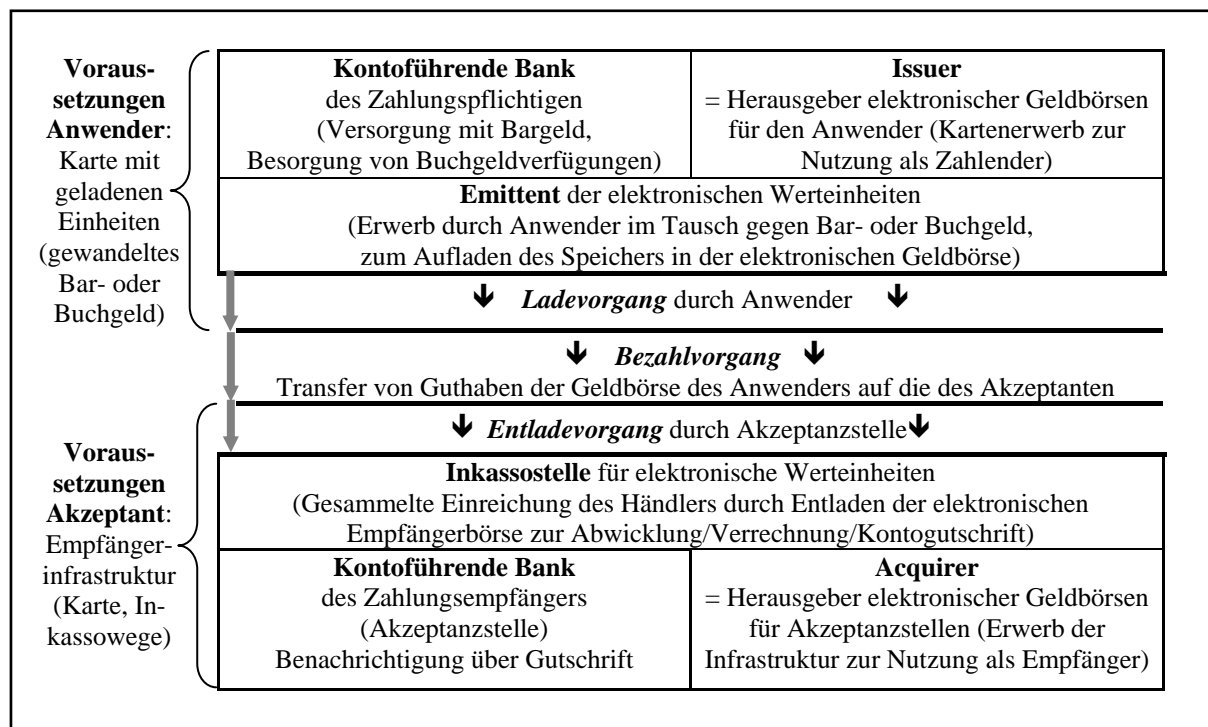 Voraus-
setzungen
Anwender:
Karte mit
geladenen
Einheiten
(gewandeltes
Bar- oder
Buchgeld)
Kontoführende Bank
des Zahlungspflichtigen
(Versorgung mit Bargeld,
Besorgung von Buchgeldverfügungen)
Issuer
= Herausgeber elektronischer Geldbörsen
für den Anwender (Kartenerwerb zur
Nutzung als Zahlender)
Emittent der elektronischen Werteinheiten
(Erwerb durch Anwender im Tausch gegen Bar- oder Buchgeld,
zum Aufladen des Speichers in der elektronischen Geldbörse)
🡻 Ladevorgang durch Anwender 🡻
🡻 Bezahlvorgang 🡻
Transfer von Guthaben der Geldbörse des Anwenders auf die des Akzeptanten
🡻 Entladevorgang durch Akzeptanzstelle 🡻
Voraus-
setzungen
Akzeptant:
Empfänger-
infrastruktur
(Karte, In-
kassowege)
Inkassostelle für elektronische Werteinheiten
(Gesammelte Einreichung des Händlers durch Entladen der elektronischen
Empfängerbörse zur Abwicklung/Verrechnung/Kontogutschrift)
Kontoführende Bank
des Zahlungsempfängers
(Akzeptanzstelle)
Benachrichtigung über Gutschrift
Acquirer
= Herausgeber elektronischer Geldbörsen
für Akzeptanzstellen (Erwerb der
Infrastruktur zur Nutzung als Empfänger)